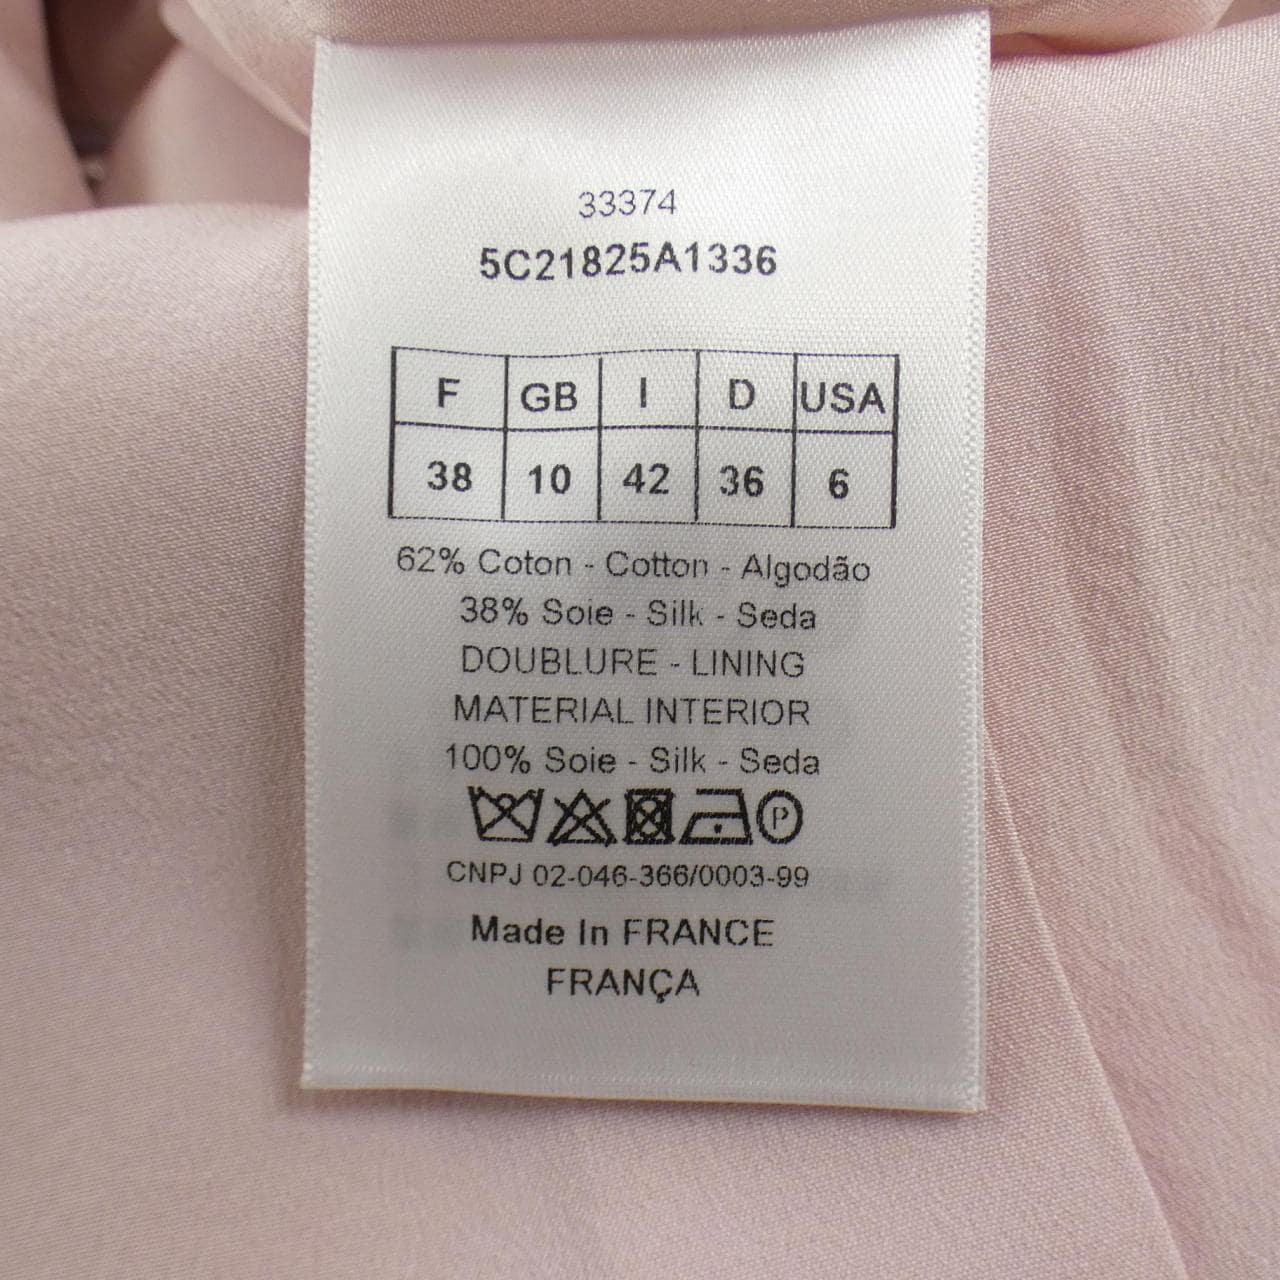 33374
5C21825A1336
F GB I D USA
38 10 42 36 6
62% Coton - Cotton - Algodão
38% Soie - Silk - Seda
DOUBLURE - LINING
MATERIAL INTERIOR
100% Soie - Silk - Seda
P
CNPJ 02-046-366/0003-99
Made In FRANCE
FRANÇA